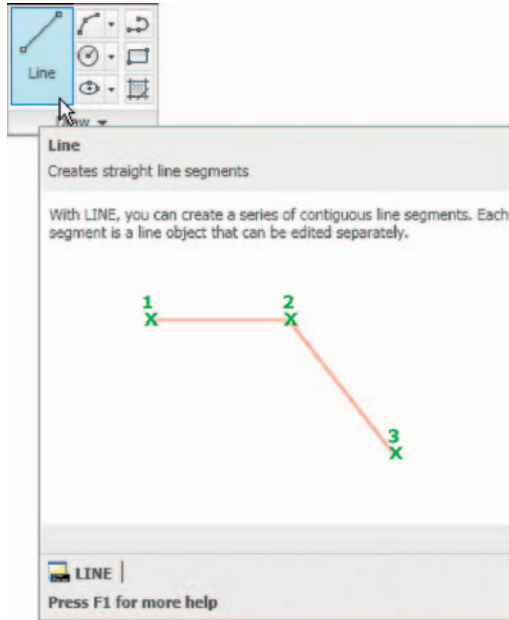 Line
Draw
Line
Creates straight line segments
With LINE, you can create a series of contiguous line segments. Each
segment is a line object that can be edited separately.
1
2
3
LINE
Press F1 for more help